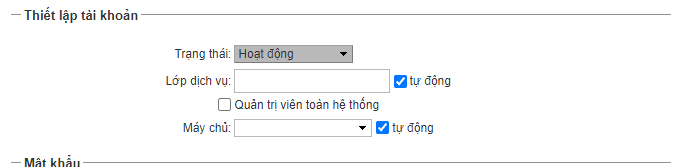 Thiết lập tài khoản
Trạng thái: Hoạt động
Lớp dịch vụ: tự động
Quản trị viên toàn hệ thống
Máy chủ: tự động
Mật khẩu